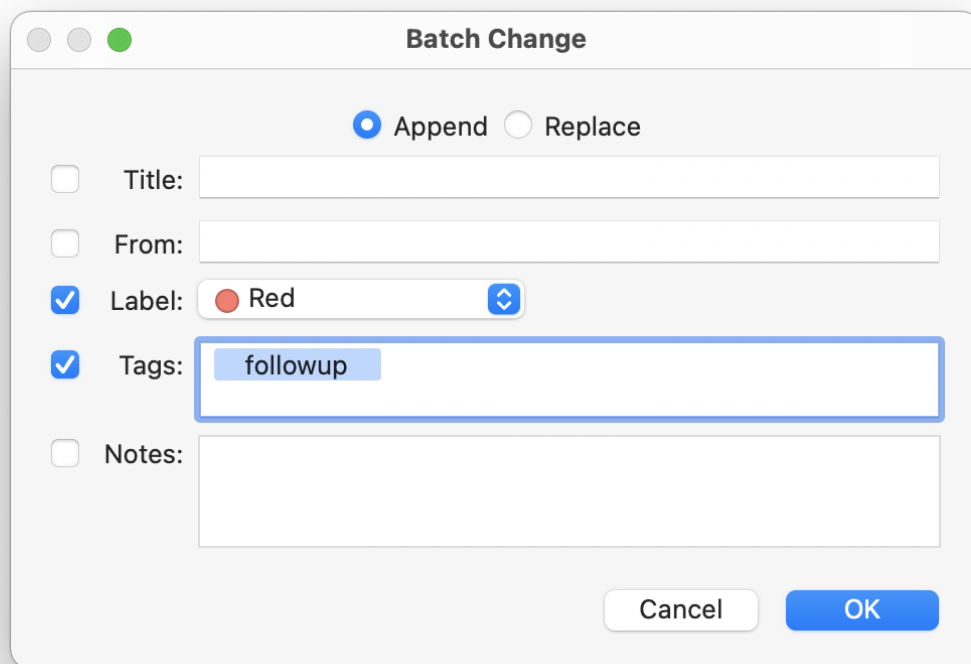 Batch Change
Append Replace
Title:
From:
Label: Red
Tags: followup
Notes:
Cancel OK